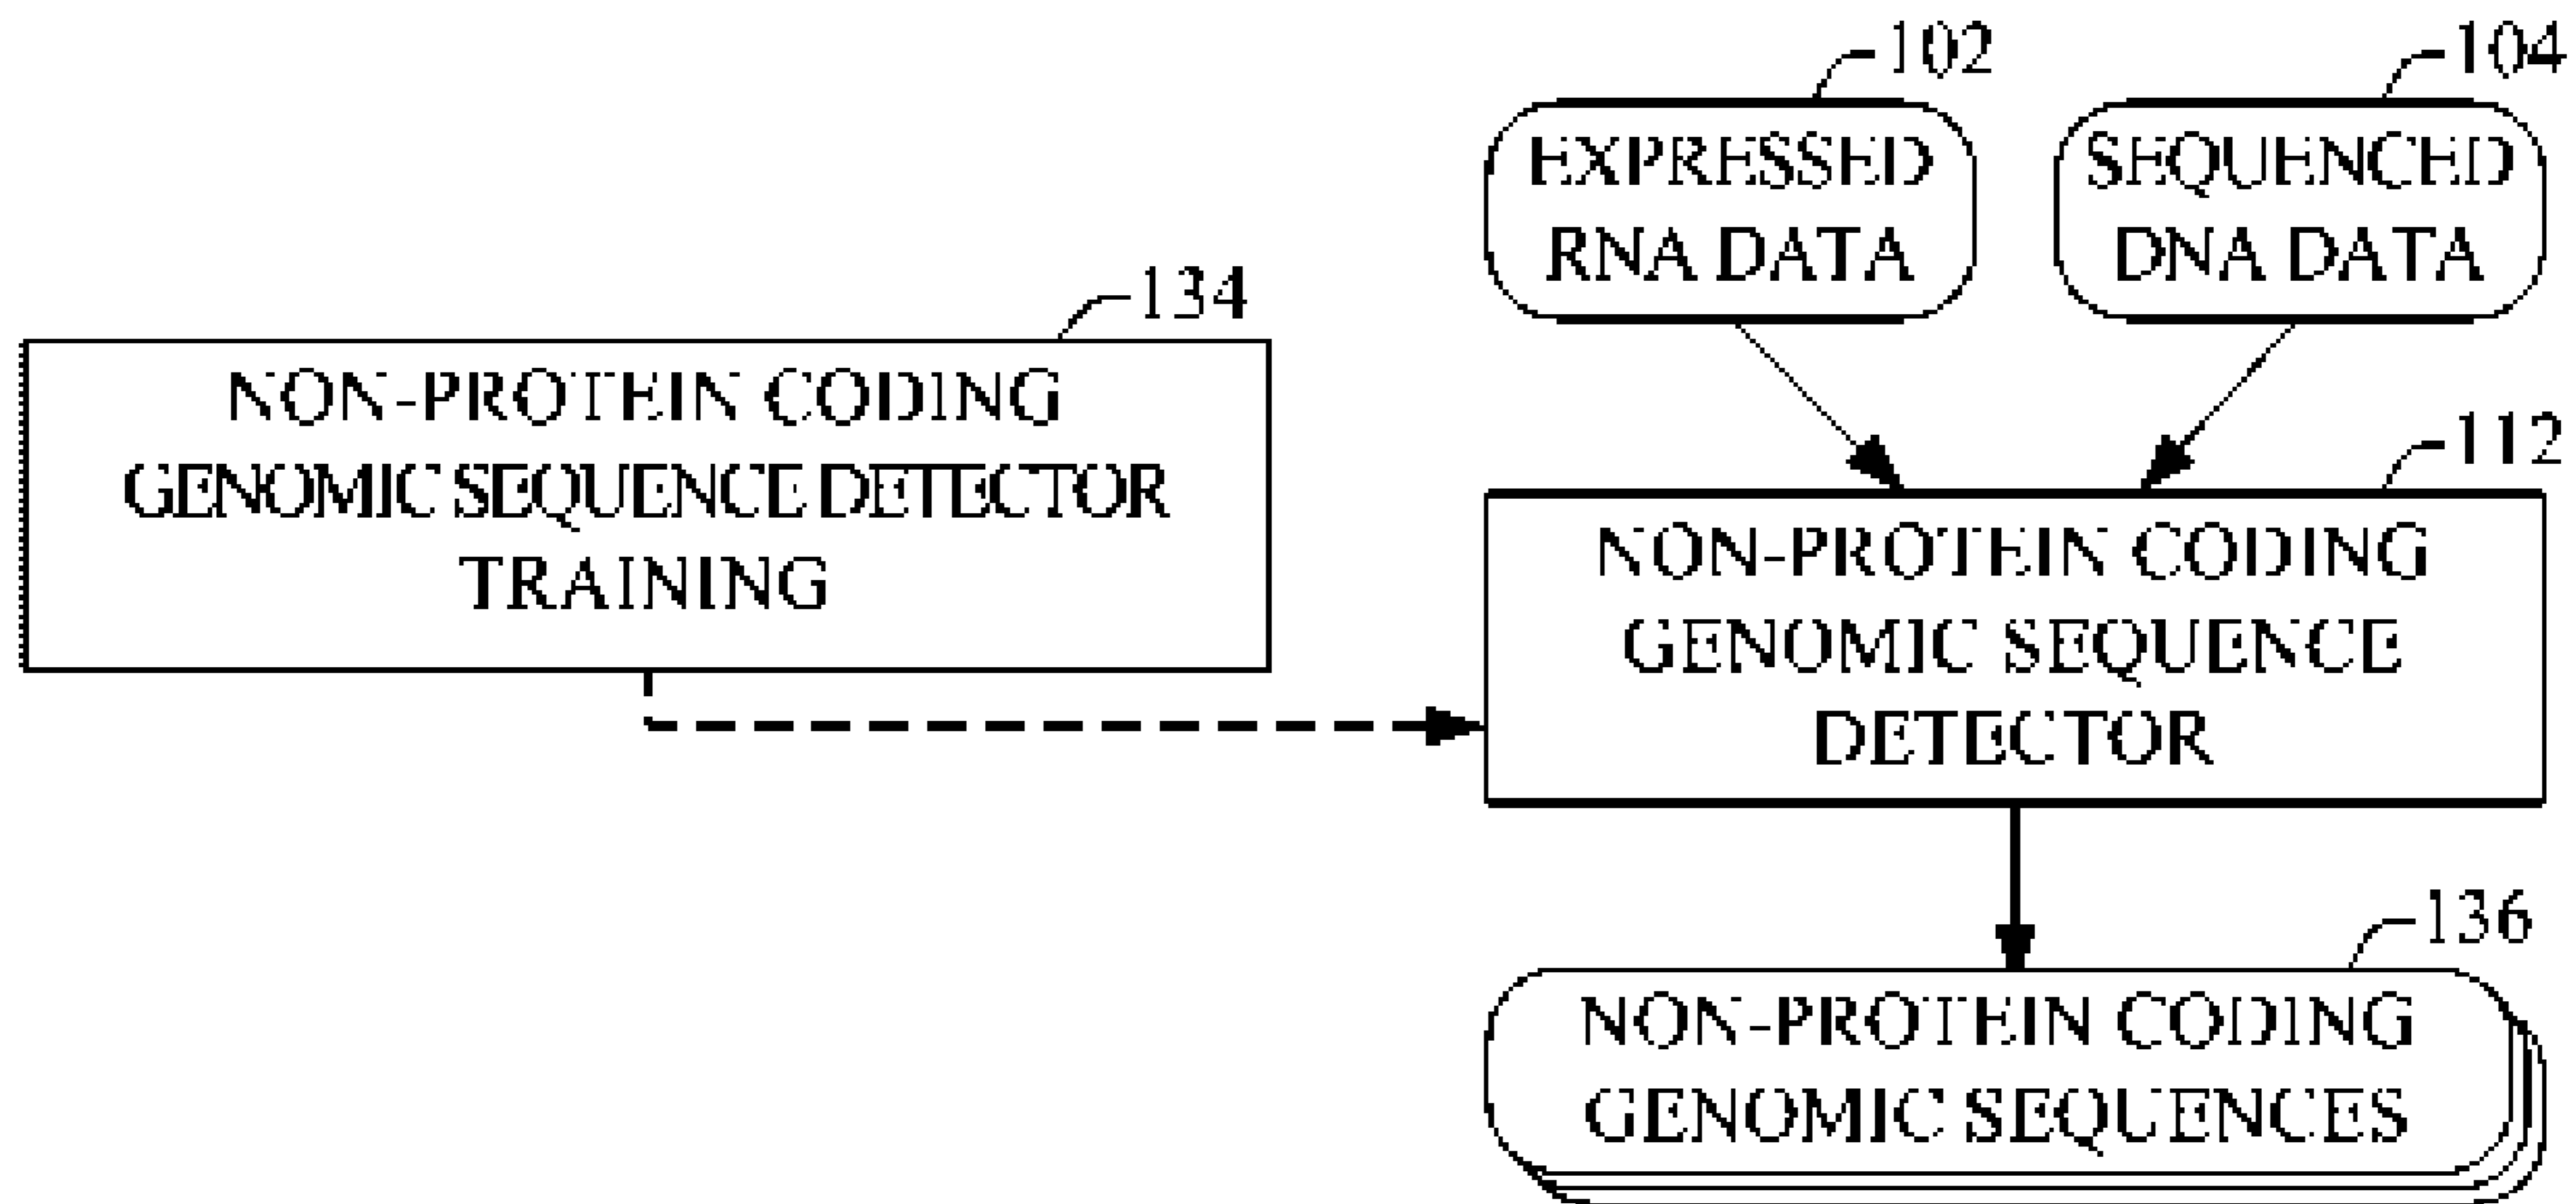 102
104
EXPRESSED
RNA DATA
SEQUENCED
DNA DATA
134
NON-PROTEIN CODING
GENOMIC SEQUENCE DETECTOR
TRAINING
112
NON-PROTEIN CODING
GENOMIC SEQUENCE
DETECTOR
136
NON-PROTEIN CODING
GENOMIC SEQUENCES